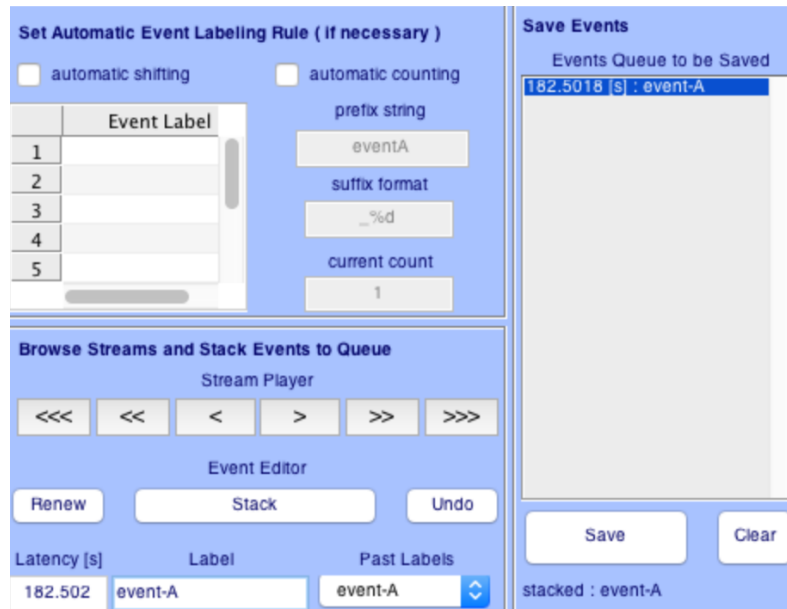 Set Automatic Event Labeling Rule ( if necessary )
automatic shifting
automatic counting
Event Label
1
2
3
4
5
prefix string
eventA
suffix format
_%d
current count
1
Browse Streams and Stack Events to Queue
Stream Player
<<< << < > >> >>>
Event Editor
Renew Stack Undo
Latency [s] Label Past Labels
182.502 event-A event-A
Save Events
Events Queue to be Saved
182.5018 [s] : event-A
Save Clear
stacked : event-A